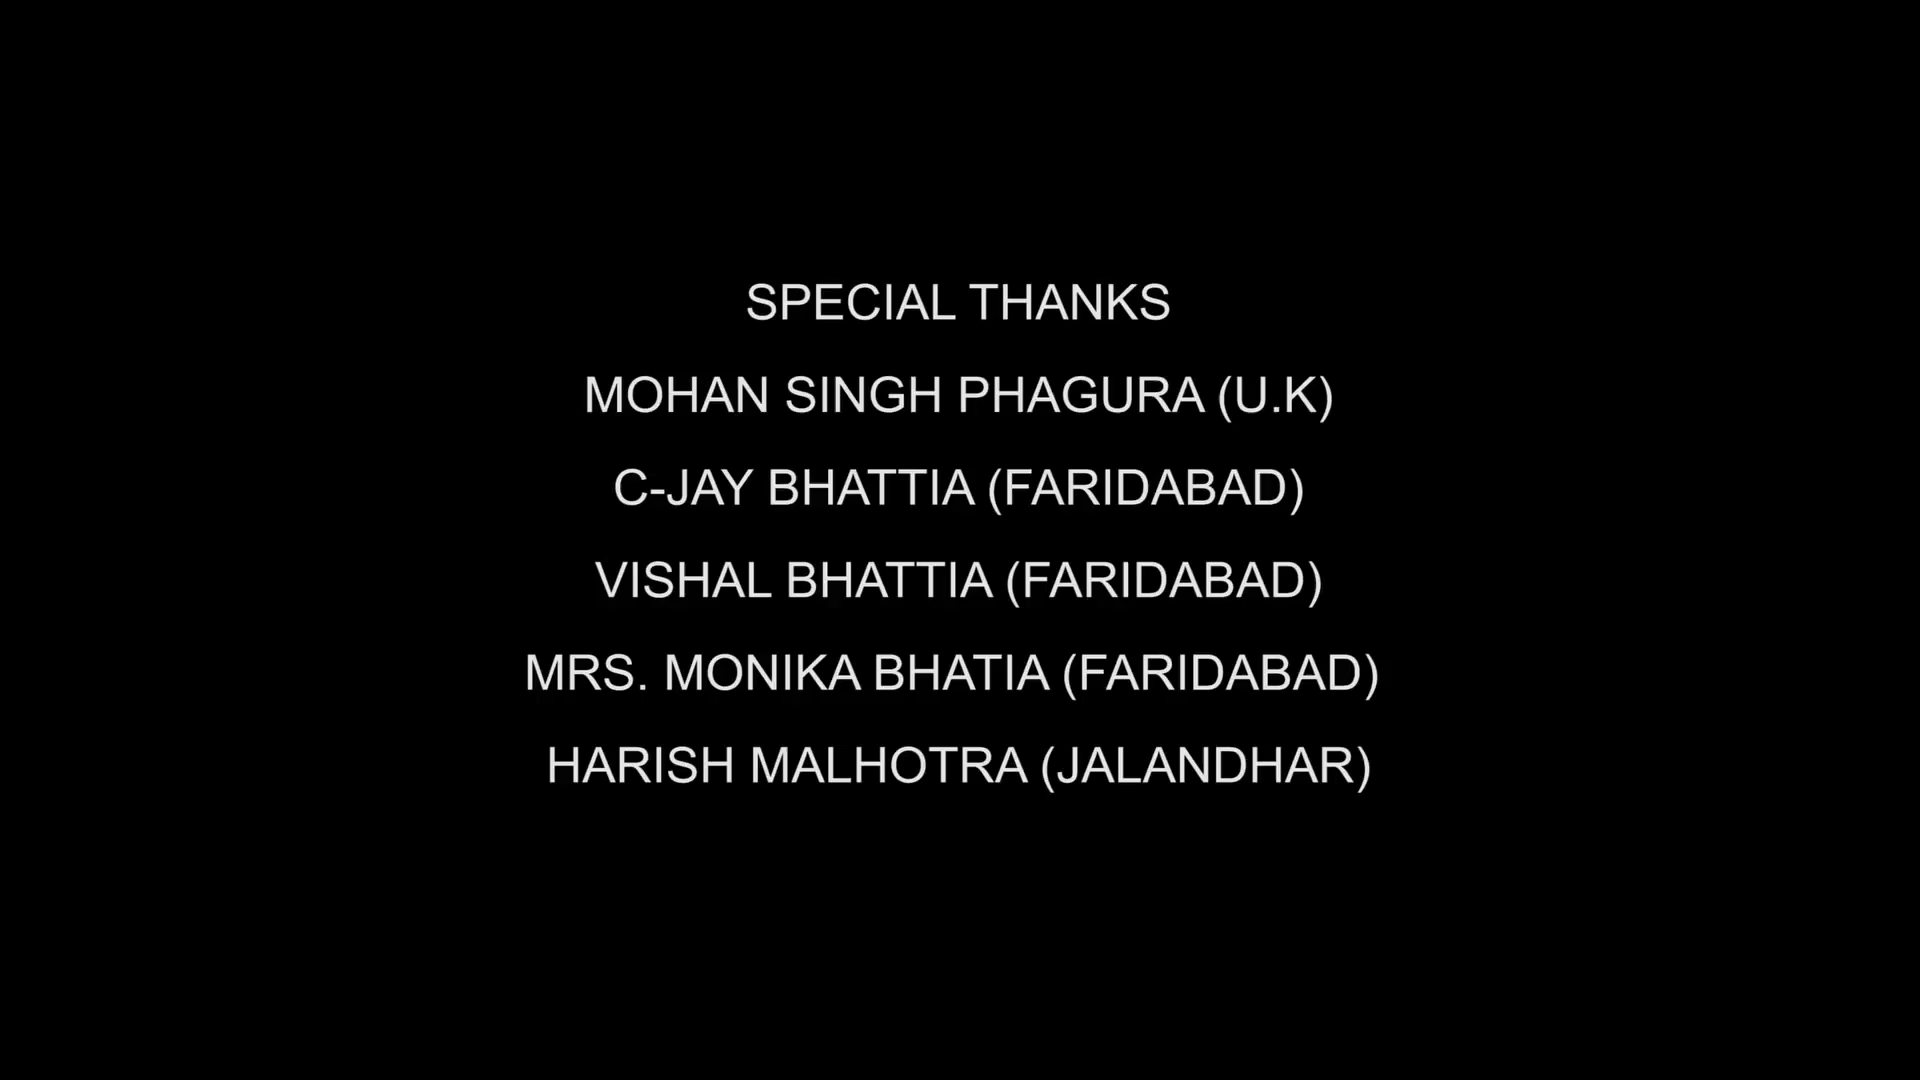 SPECIAL THANKS
MOHAN SINGH PHAGURA (U.K)
C-JAY BHATTIA (FARIDABAD)
VISHAL BHATTIA (FARIDABAD)
MRS. MONIKA BHATIA (FARIDABAD)
HARISH MALHOTRA (JALANDHAR)